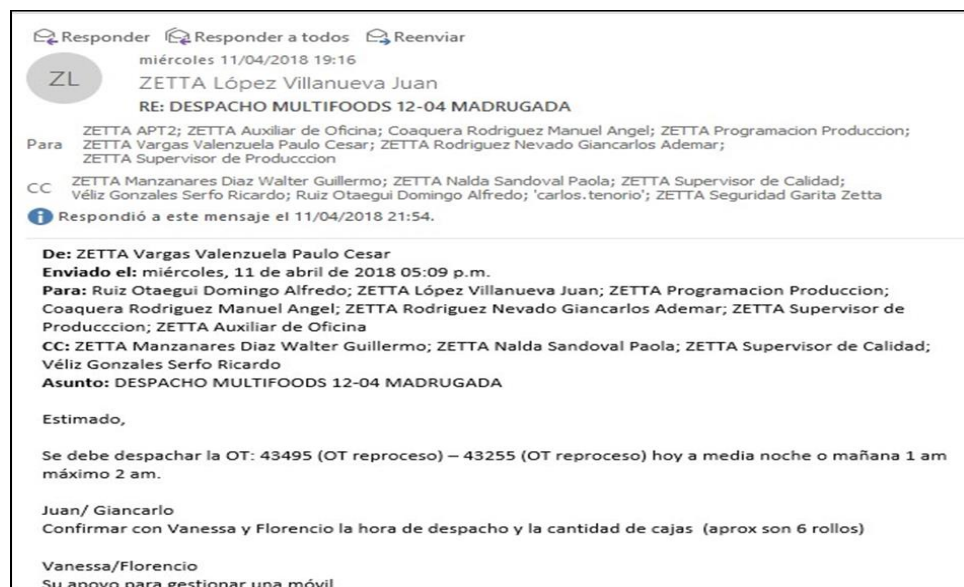 Responder Responder a todos Reenviar
miércoles 11/04/2018 19:16
ZL
ZETTA López Villanueva Juan
RE: DESPACHO MULTIFOODS 12-04 MADRUGADA
ZETTA APT2; ZETTA Auxiliar de Oficina; Coaquera Rodriguez Manuel Angel; ZETTA Programacion Produccion;
Para ZETTA Vargas Valenzuela Paulo Cesar; ZETTA Rodriguez Nevado Giancarlos Ademar;
ZETTA Supervisor de Producccion
CC ZETTA Manzanares Diaz Walter Guillermo; ZETTA Nalda Sandoval Paola; ZETTA Supervisor de Calidad;
Véliz Gonzales Serfo Ricardo; Ruiz Otaegui Domingo Alfredo; 'carlos.tenorio'; ZETTA Seguridad Garita Zetta
Respondió a este mensaje el 11/04/2018 21:54.
De: ZETTA Vargas Valenzuela Paulo Cesar
Enviado el: miércoles, 11 de abril de 2018 05:09 p.m.
Para: Ruiz Otaegui Domingo Alfredo; ZETTA López Villanueva Juan; ZETTA Programacion Produccion;
Coaquera Rodriguez Manuel Angel; ZETTA Rodriguez Nevado Giancarlos Ademar; ZETTA Supervisor de
Producccion; ZETTA Auxiliar de Oficina
CC: ZETTA Manzanares Diaz Walter Guillermo; ZETTA Nalda Sandoval Paola; ZETTA Supervisor de Calidad;
Véliz Gonzales Serfo Ricardo
Asunto: DESPACHO MULTIFOODS 12-04 MADRUGADA
Estimado,
Se debe despachar la OT: 43495 (OT reproceso) – 43255 (OT reproceso) hoy a media noche o mañana 1 am
máximo 2 am.
Juan/ Giancarlo
Confirmar con Vanessa y Florencio la hora de despacho y la cantidad de cajas (aprox son 6 rollos)
Vanessa/Florencio
Su apoyo para gestionar una móvil